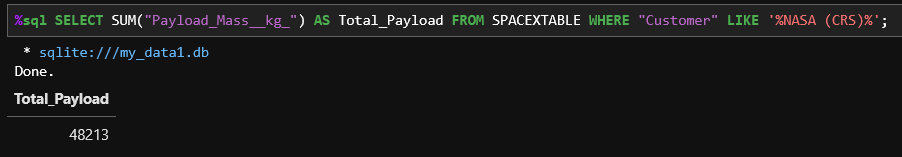 %sql SELECT SUM("Payload_Mass__kg_") AS Total_Payload FROM SPACEXTABLE WHERE "Customer" LIKE '%NASA (CRS)%';
* sqlite:///my_data1.db
Done.
Total_Payload
48213